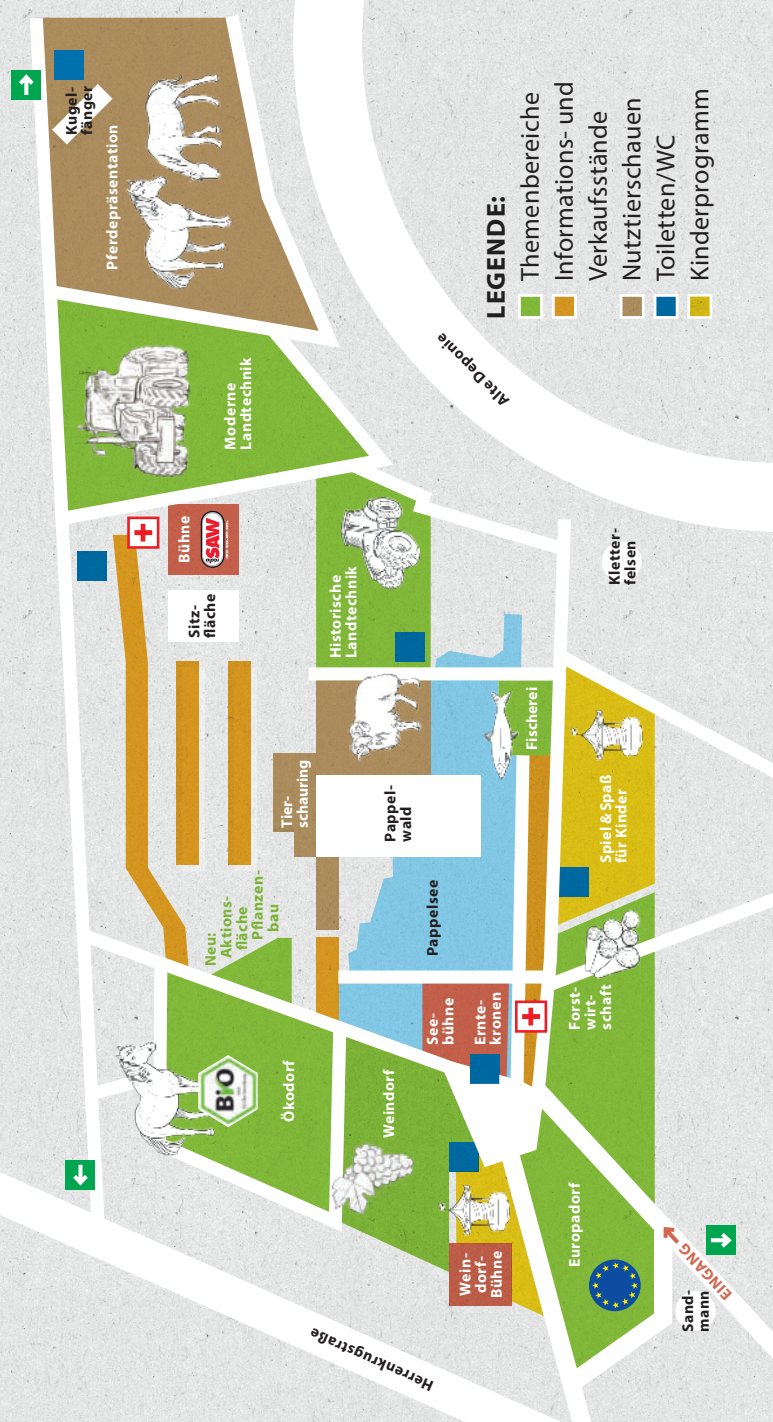 Kugel-
fänger
Pferdepräsentation
Moderne
Landtechnik
Bühne
SAW
Sitz-
fläche
Historische
Landtechnik
Tier-
schauring
Pappel-
wald
Pappelsee
Fischerei
Spiel & Spaß
für Kinder
Kletter-
felsen
Alte Deponie
Neu:
Aktions-
fläche
Pflanzen-
bau
BiO
Ökodorf
Weindorf
See-
bühne
Ernte-
kronen
Forst-
wirt-
schaft
Wein-
dorf-
Bühne
Europadorf
EINGANG
Sand-
mann
Herrenkrugstraße
LEGENDE:
Themenbereiche
Informations- und
Verkaufsstände
Nutztierschauen
Toiletten/WC
Kinderprogramm